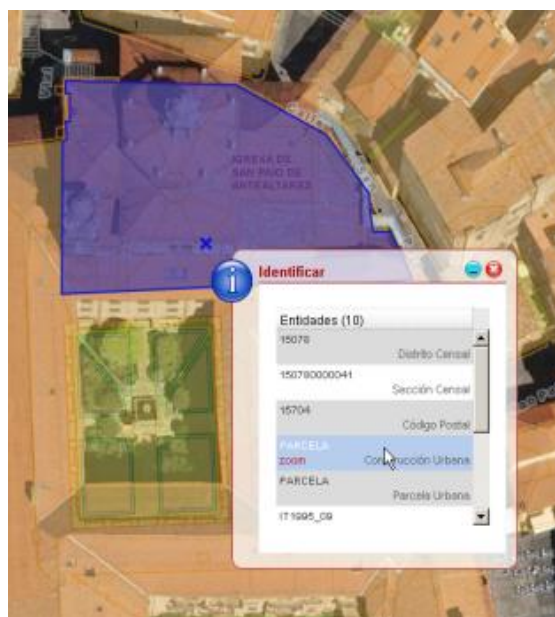 IGREXA DE
SAN PAIO DE
ANTEALTARES
Identificar
Entidades (10)
15078
Distrito Censal
150780000041
Sección Censal
15704
Código Postal
PARCELA
zoom
Construcción Urbana
PARCELA
Parcela Urbana
IT1995_09